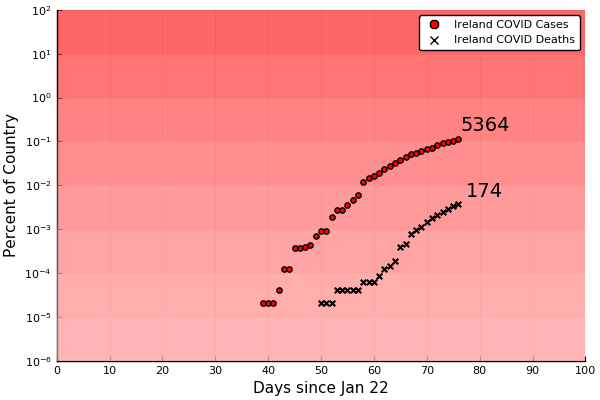 Ireland COVID Cases
Ireland COVID Deaths
5364
174
Percent of Country
10²
10¹
10⁰
10⁻¹
10⁻²
10⁻³
10⁻⁴
10⁻⁵
10⁻⁶
0 10 20 30 40 50 60 70 80 90 100
Days since Jan 22